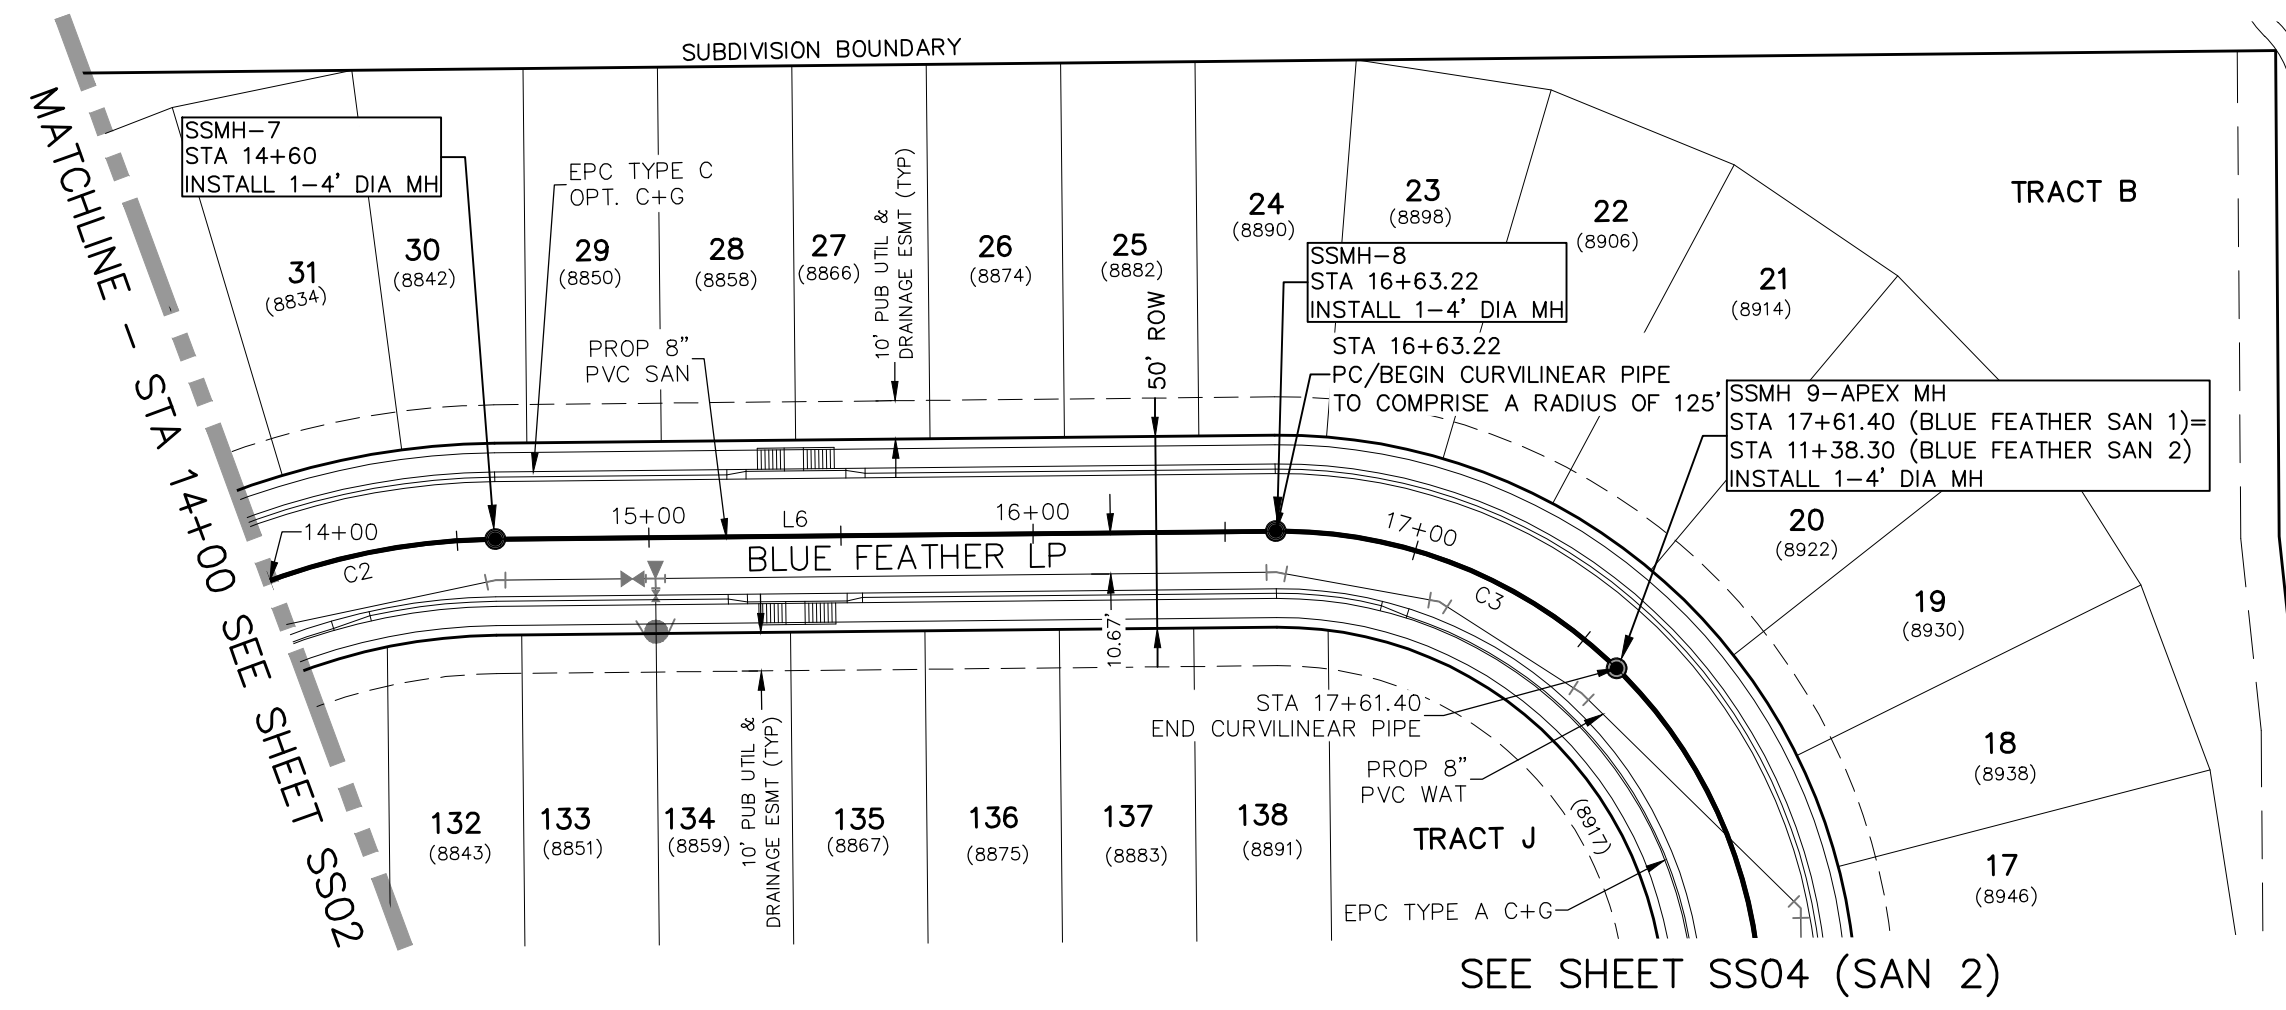 SUBDIVISION BOUNDARY
MATCHLINE - STA 14+00 SEE SHEET SS02
SSMH-7
STA 14+60
INSTALL 1-4' DIA MH
EPC TYPE C
OPT. C+G
10' PUB UTIL &
DRAINAGE ESMT (TYP)
31
(8834)
30
(8842)
29
(8850)
28
(8858)
27
(8866)
26
(8874)
25
(8882)
24
(8890)
23
(8898)
22
(8906)
21
(8914)
TRACT B
SSMH-8
STA 16+63.22
INSTALL 1-4' DIA MH
STA 16+63.22
PC/BEGIN CURVILINEAR PIPE
TO COMPRISE A RADIUS OF 125'
SSMH 9-APEX MH
STA 17+61.40 (BLUE FEATHER SAN 1)=
STA 11+38.30 (BLUE FEATHER SAN 2)
INSTALL 1-4' DIA MH
PROP 8"
PVC SAN
50' ROW
14+00
C2
15+00
L6
16+00
17+00
C3
BLUE FEATHER LP
10.67'
20
(8922)
19
(8930)
18
(8938)
17
(8946)
STA 17+61.40
END CURVILINEAR PIPE
PROP 8"
PVC WAT
10' PUB UTIL &
DRAINAGE ESMT (TYP)
132
(8843)
133
(8851)
134
(8859)
135
(8867)
136
(8875)
137
(8883)
138
(8891)
TRACT J
(8917)
EPC TYPE A C+G
SEE SHEET SS04 (SAN 2)